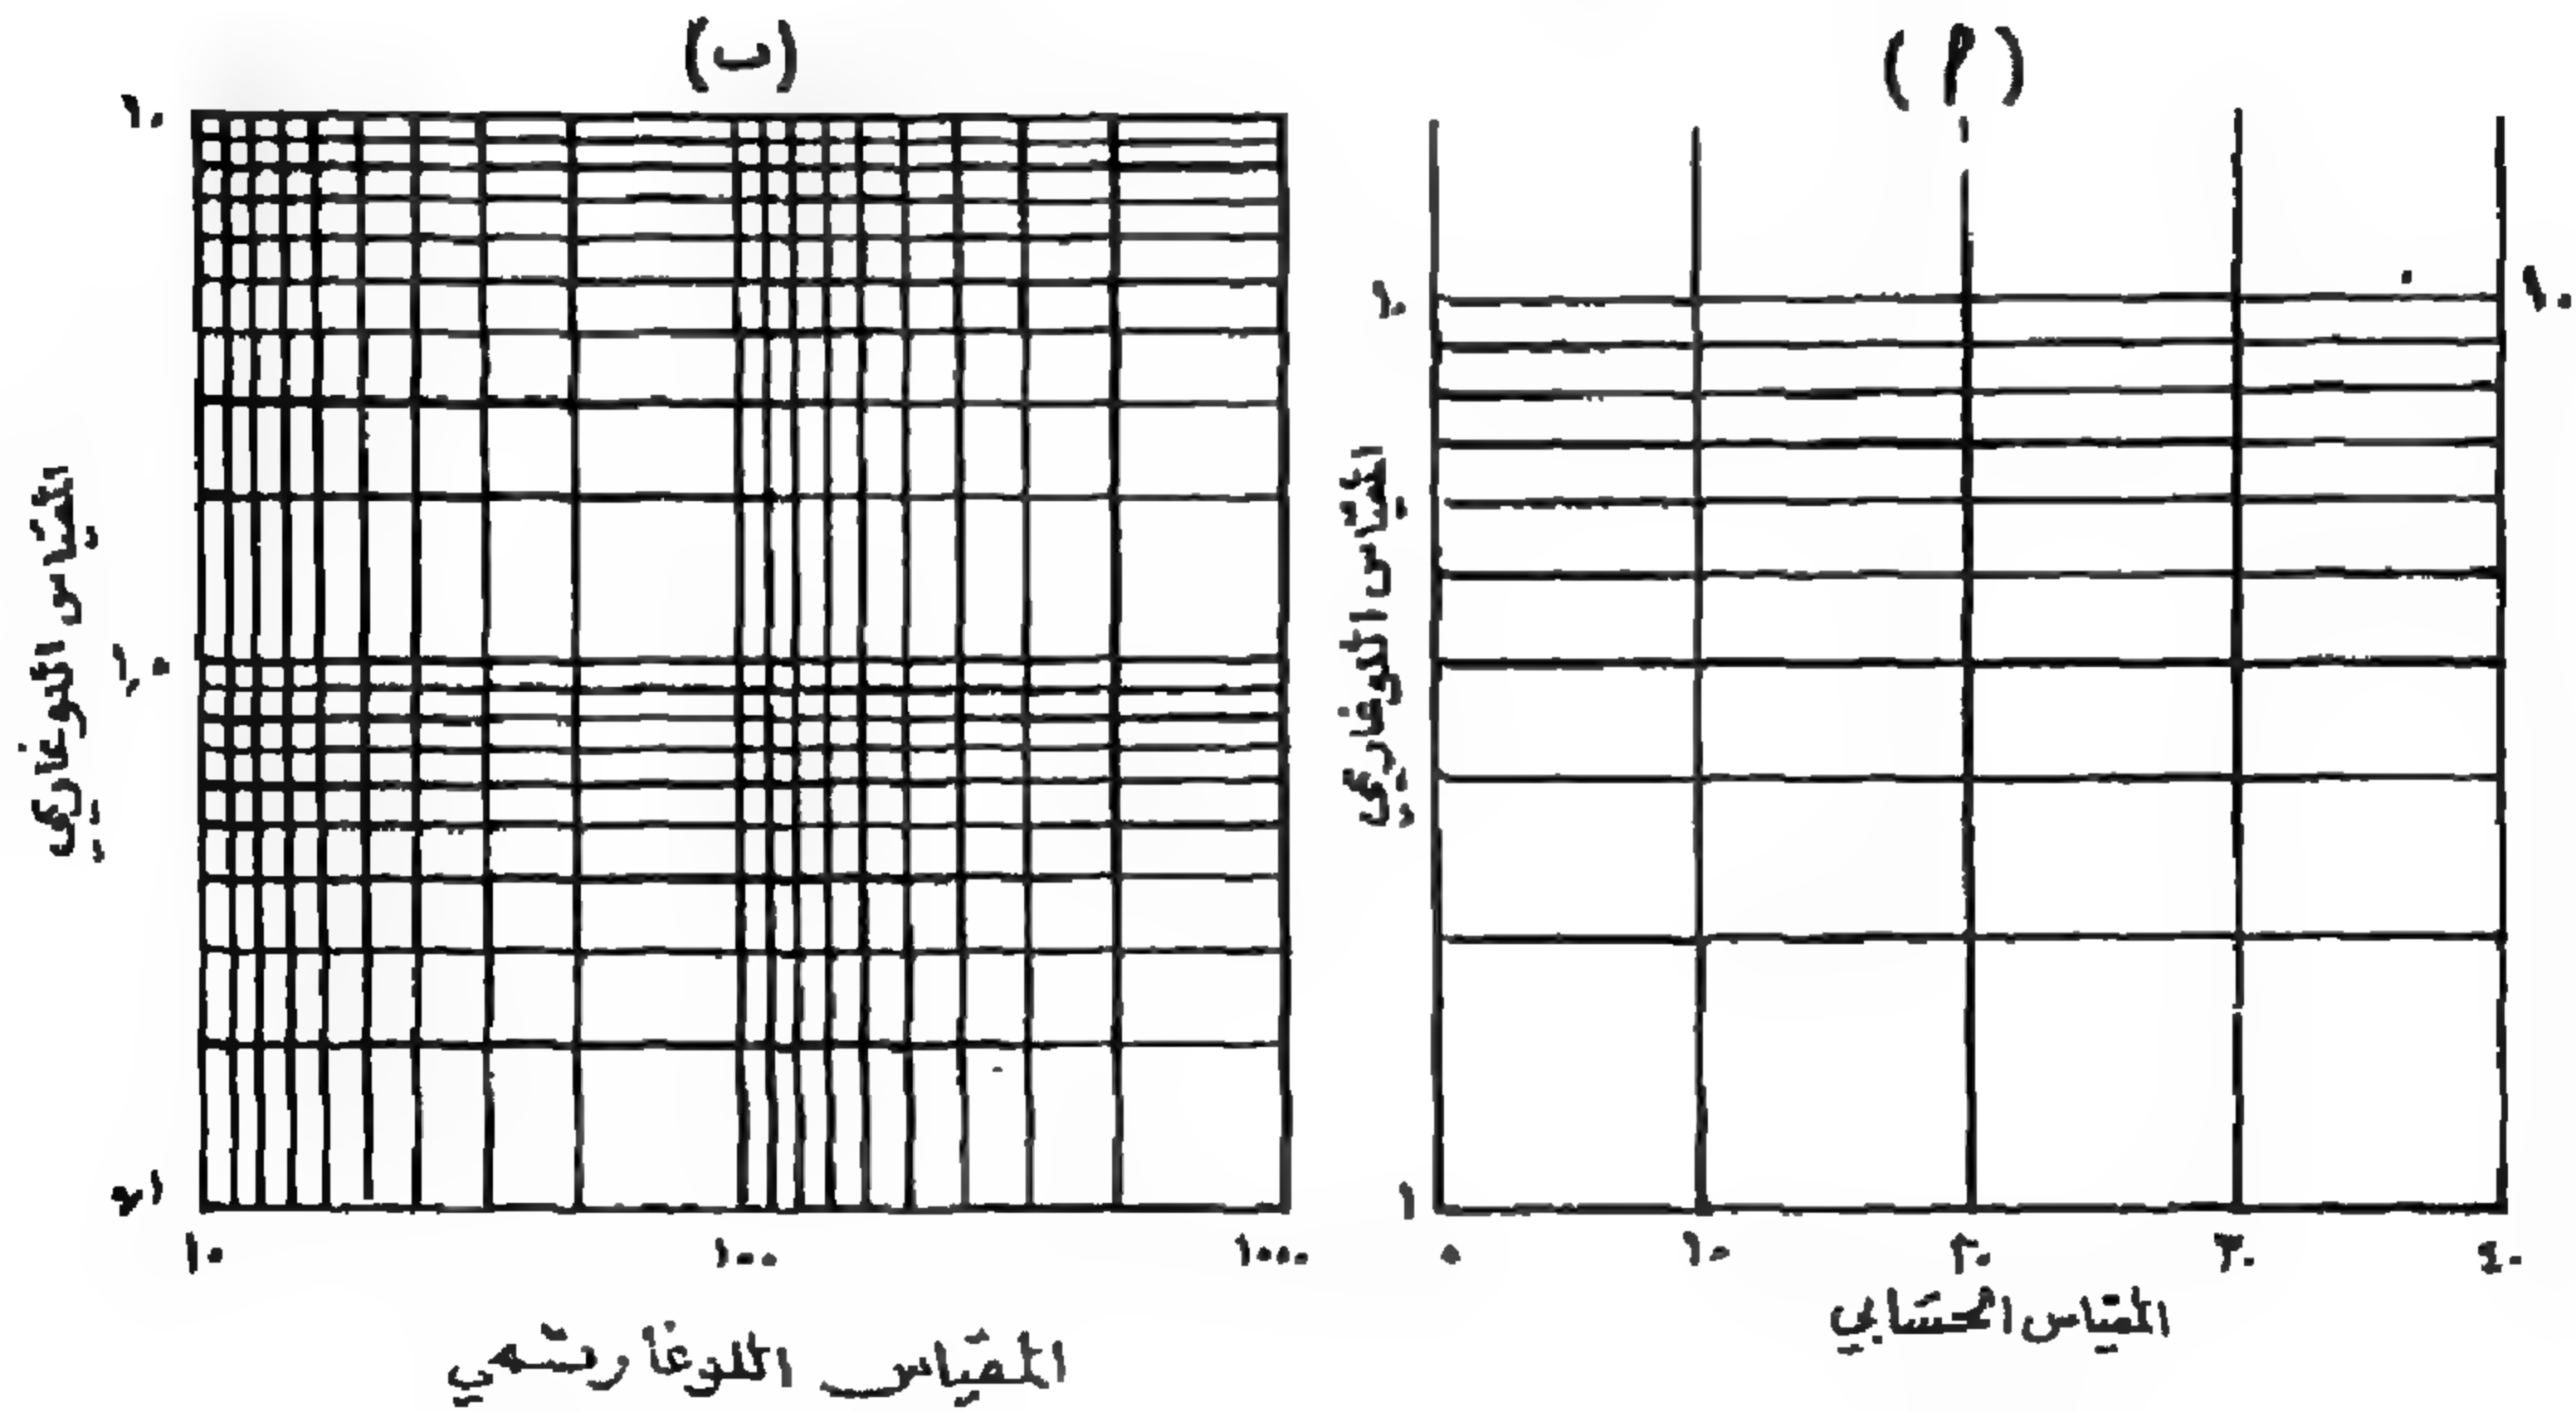 (أ)
١٠
١٠
المقياس اللوغاريتمي
١
٠ ١٠ ٢٠ ٣٠ ٤٠
المقياس الحسابي
(ب)
١٠
١,٠
المقياس اللوغاريتمي
١٠ ١٠٠ ١٠٠٠
المقياس اللوغاريتمي